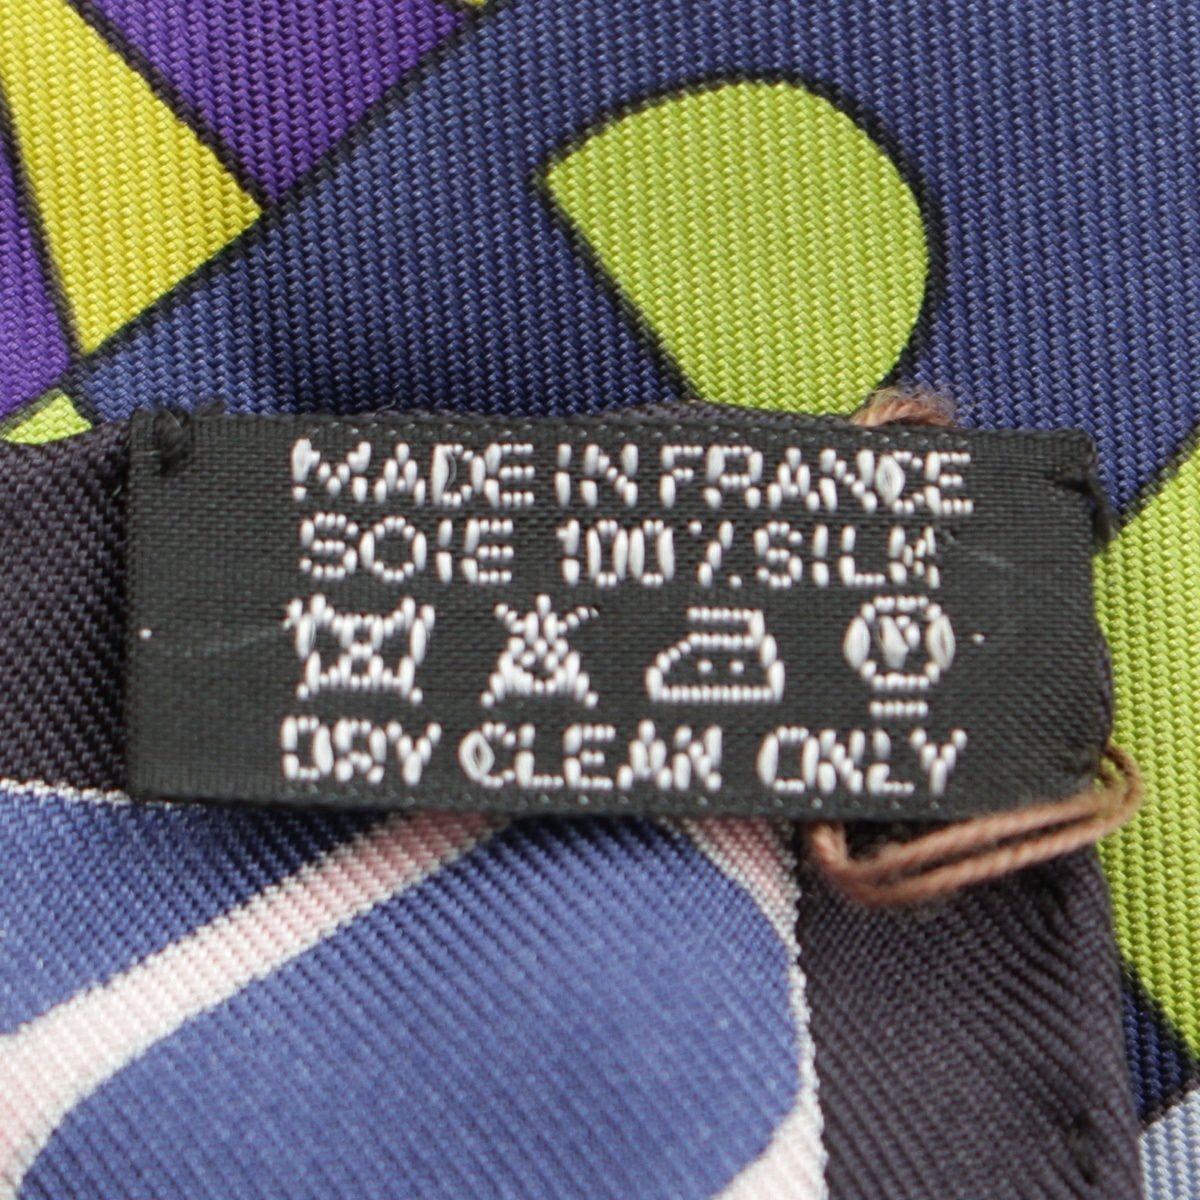 MADE IN FRANCE
SOIE 100% SILK
P
DRY CLEAN ONLY